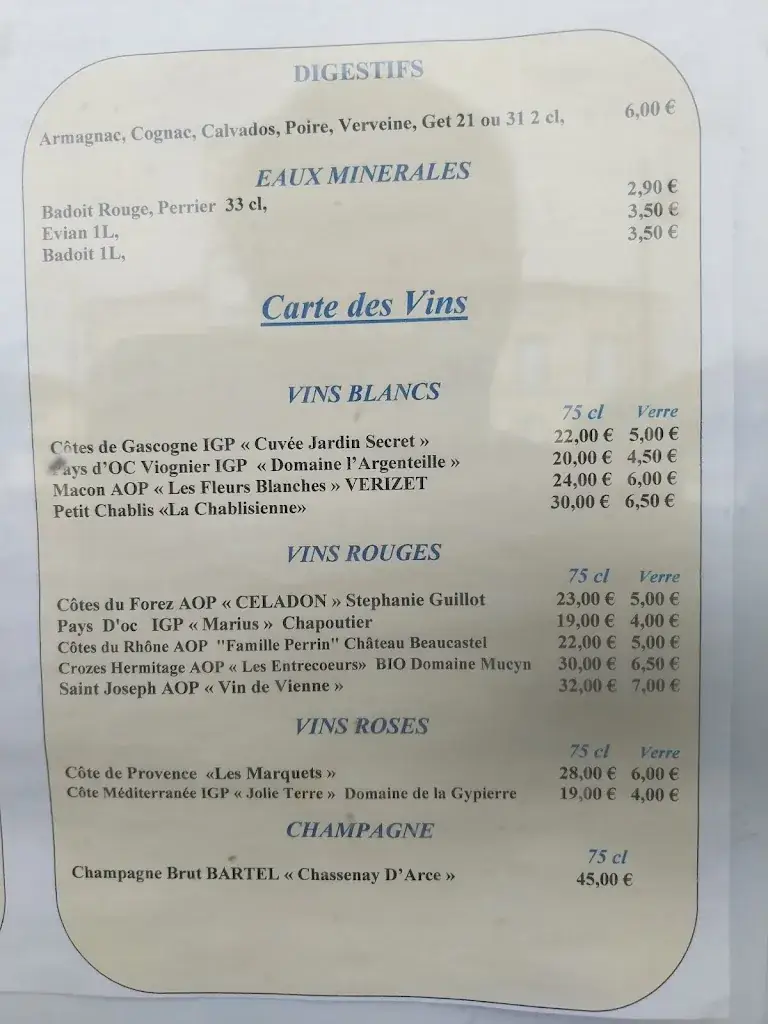 DIGESTIFS
Armagnac, Cognac, Calvados, Poire, Verveine, Get 21 ou 31 2 cl, 6,00 €
EAUX MINERALES
Badoit Rouge, Perrier 33 cl, 2,90 €
Evian 1L, 3,50 €
Badoit 1L, 3,50 €
Carte des Vins
VINS BLANCS
75 cl Verre
Côtes de Gascogne IGP « Cuvée Jardin Secret » 22,00 € 5,00 €
Pays d'OC Viognier IGP « Domaine l'Argenteille » 20,00 € 4,50 €
Macon AOP « Les Fleurs Blanches » VERIZET 24,00 € 6,00 €
Petit Chablis «La Chablisienne» 30,00 € 6,50 €
VINS ROUGES
75 cl Verre
Côtes du Forez AOP « CELADON » Stephanie Guillot 23,00 € 5,00 €
Pays D'oc IGP « Marius » Chapoutier 19,00 € 4,00 €
Côtes du Rhône AOP "Famille Perrin" Château Beaucastel 22,00 € 5,00 €
Crozes Hermitage AOP « Les Entrecoeurs» BIO Domaine Mucyn 30,00 € 6,50 €
Saint Joseph AOP « Vin de Vienne » 32,00 € 7,00 €
VINS ROSES
75 cl Verre
Côte de Provence «Les Marquets » 28,00 € 6,00 €
Côte Méditerranée IGP « Jolie Terre » Domaine de la Gypierre 19,00 € 4,00 €
CHAMPAGNE
75 cl
Champagne Brut BARTEL « Chassenay D'Arce » 45,00 €